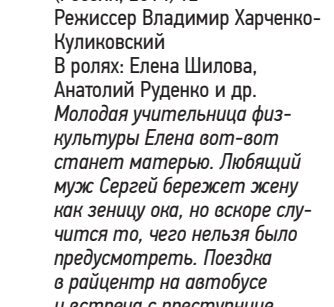 Режиссер Владимир Харченко-
Куликовский
В ролях: Елена Шилова,
Анатолий Руденко и др.
Молодая учительница физ-
культуры Елена вот-вот
станет матерью. Любящий
муж Сергей бережет жену
как зеницу ока, но вскоре слу-
чится то, чего нельзя было
предусмотреть. Поездка
в райцентр на автобусе
и встреча с преступнице